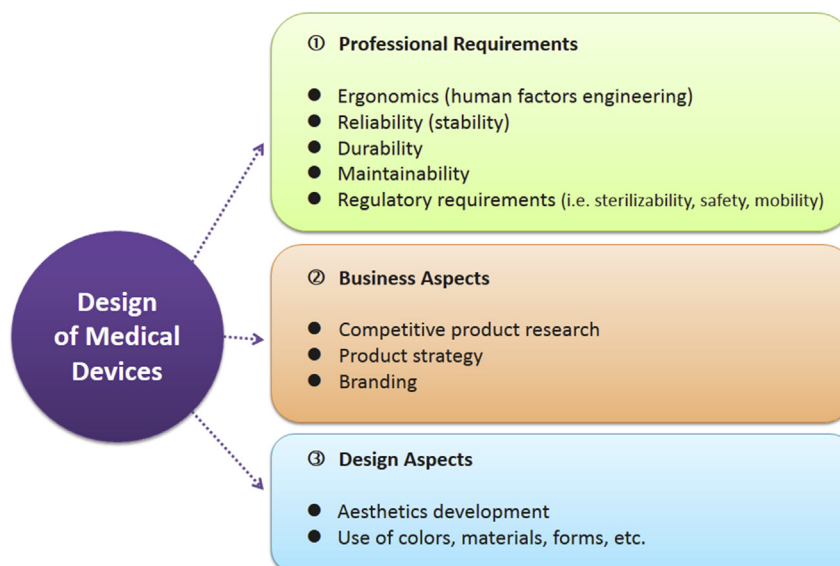 ① Professional Requirements
● Ergonomics (human factors engineering)
● Reliability (stability)
● Durability
● Maintainability
● Regulatory requirements (i.e. sterilizability, safety, mobility)
Design
of Medical
Devices
② Business Aspects
● Competitive product research
● Product strategy
● Branding
③ Design Aspects
● Aesthetics development
● Use of colors, materials, forms, etc.